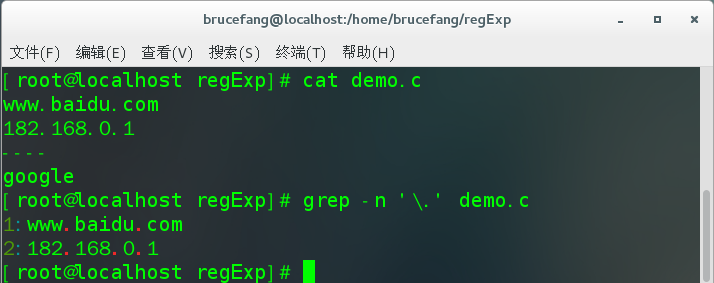 brucefang@localhost:/home/brucefang/regExp
文件(F) 编辑(E) 查看(V) 搜索(S) 终端(T) 帮助(H)
[root@localhost regExp]# cat demo.c
www.baidu.com
182.168.0.1
----
google
[root@localhost regExp]# grep -n '\.' demo.c
1:www.baidu.com
2:182.168.0.1
[root@localhost regExp]#